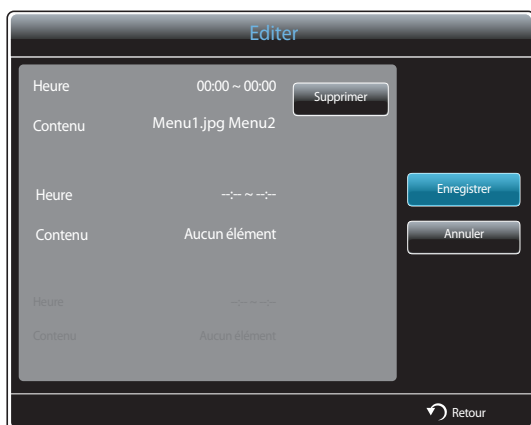 Editer
Heure 00:00 ~ 00:00
Supprimer
Contenu Menu1.jpg Menu2
Heure --:-- ~ --:--
Enregistrer
Contenu Aucun élément
Annuler
Heure --:-- ~ --:--
Contenu Aucun élément
Retour